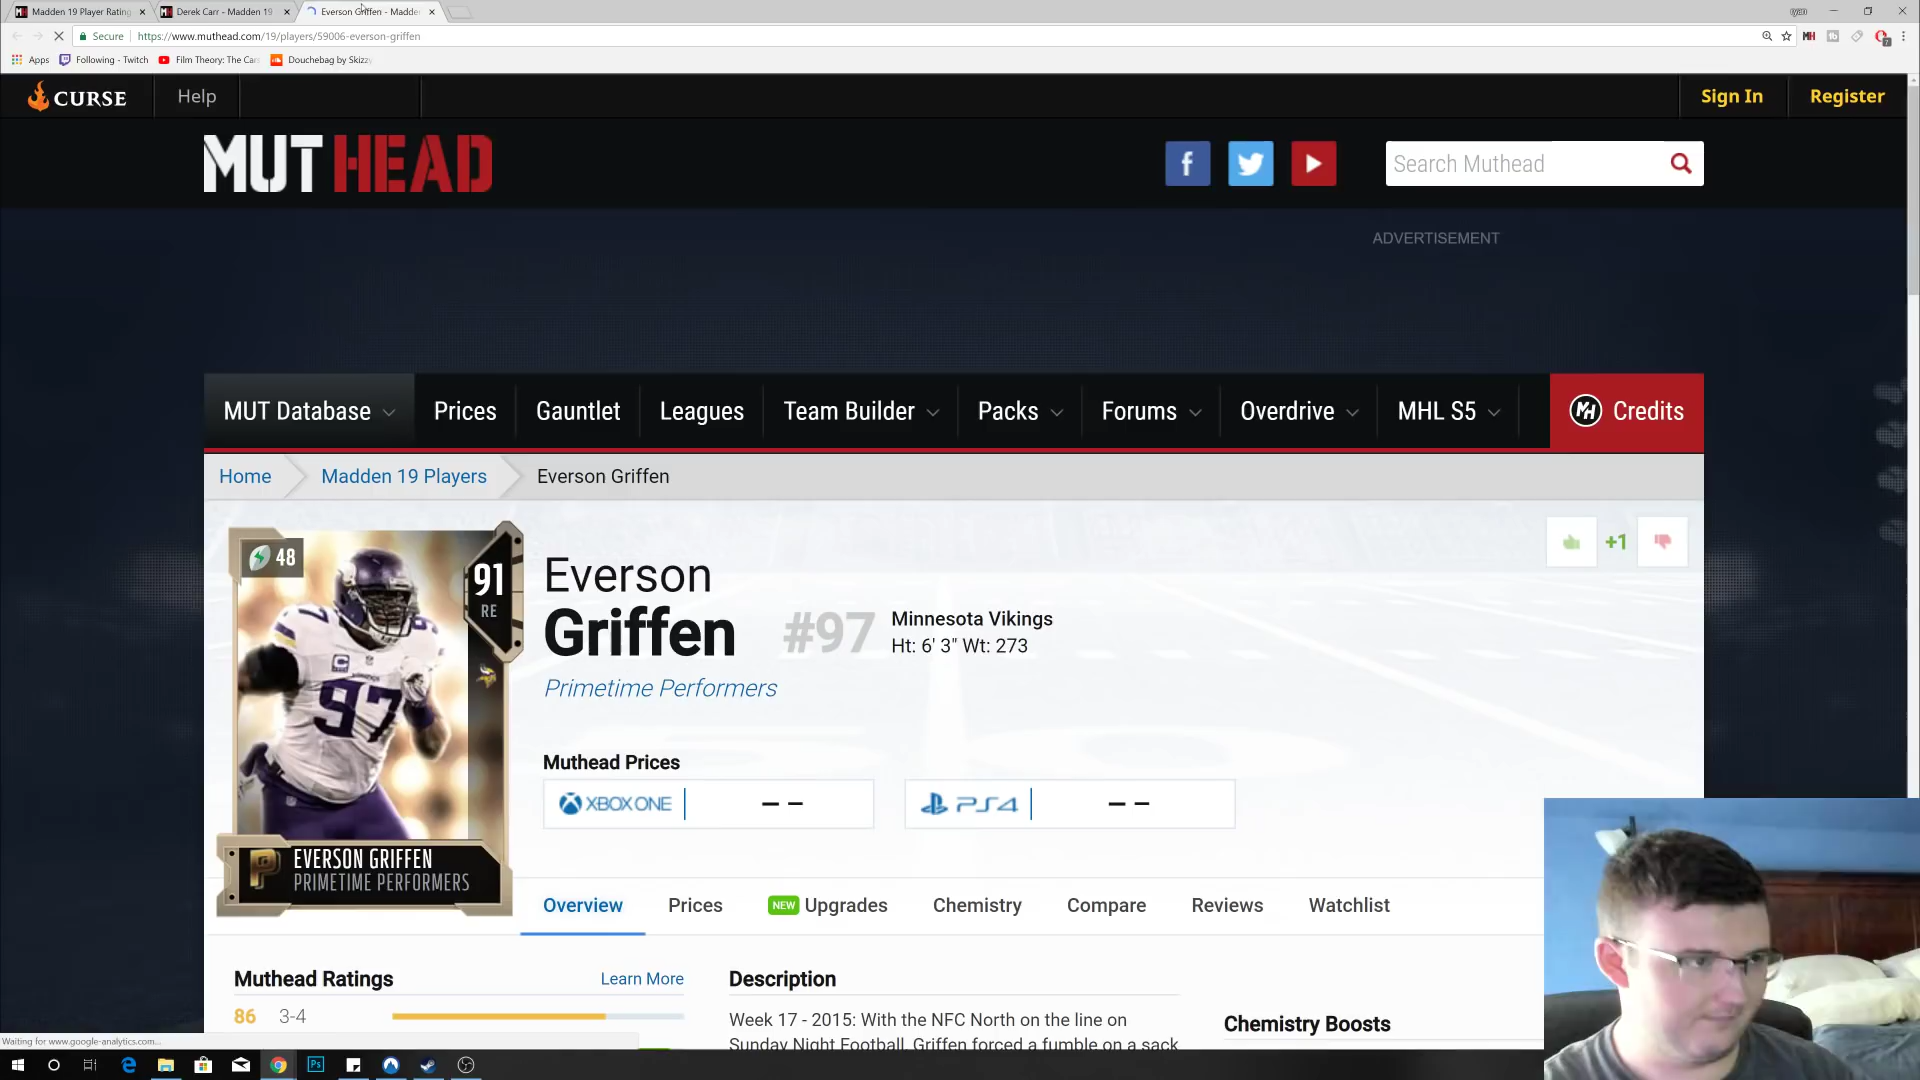 Madden 19 Player Rating
Derek Carr - Madden 19
Everson Griffen - Madden
Secure
https://www.muthead.com/19/players/59006-everson-griffen
Apps
Following - Twitch
Film Theory: The Car
Douchebag by Skizzy
CURSE
Help
Sign In
Register
MUTHEAD
f
Search Muthead
ADVERTISEMENT
MUT Database
Prices
Gauntlet
Leagues
Team Builder
Packs
Forums
Overdrive
MHL S5
MH Credits
Home
Madden 19 Players
Everson Griffen
48
91
RE
97
P
EVERSON GRIFFEN
PRIMETIME PERFORMERS
Everson
Griffen
#97
Minnesota Vikings
Ht: 6' 3" Wt: 273
Primetime Performers
+1
Muthead Prices
XBOX ONE
– –
PS4
– –
Overview
Prices
NEW Upgrades
Chemistry
Compare
Reviews
Watchlist
Muthead Ratings
Learn More
86 3-4
Description
Week 17 - 2015: With the NFC North on the line on
Sunday Night Football, Griffen forced a fumble on a sack
Chemistry Boosts
Waiting for www.google-analytics.com...